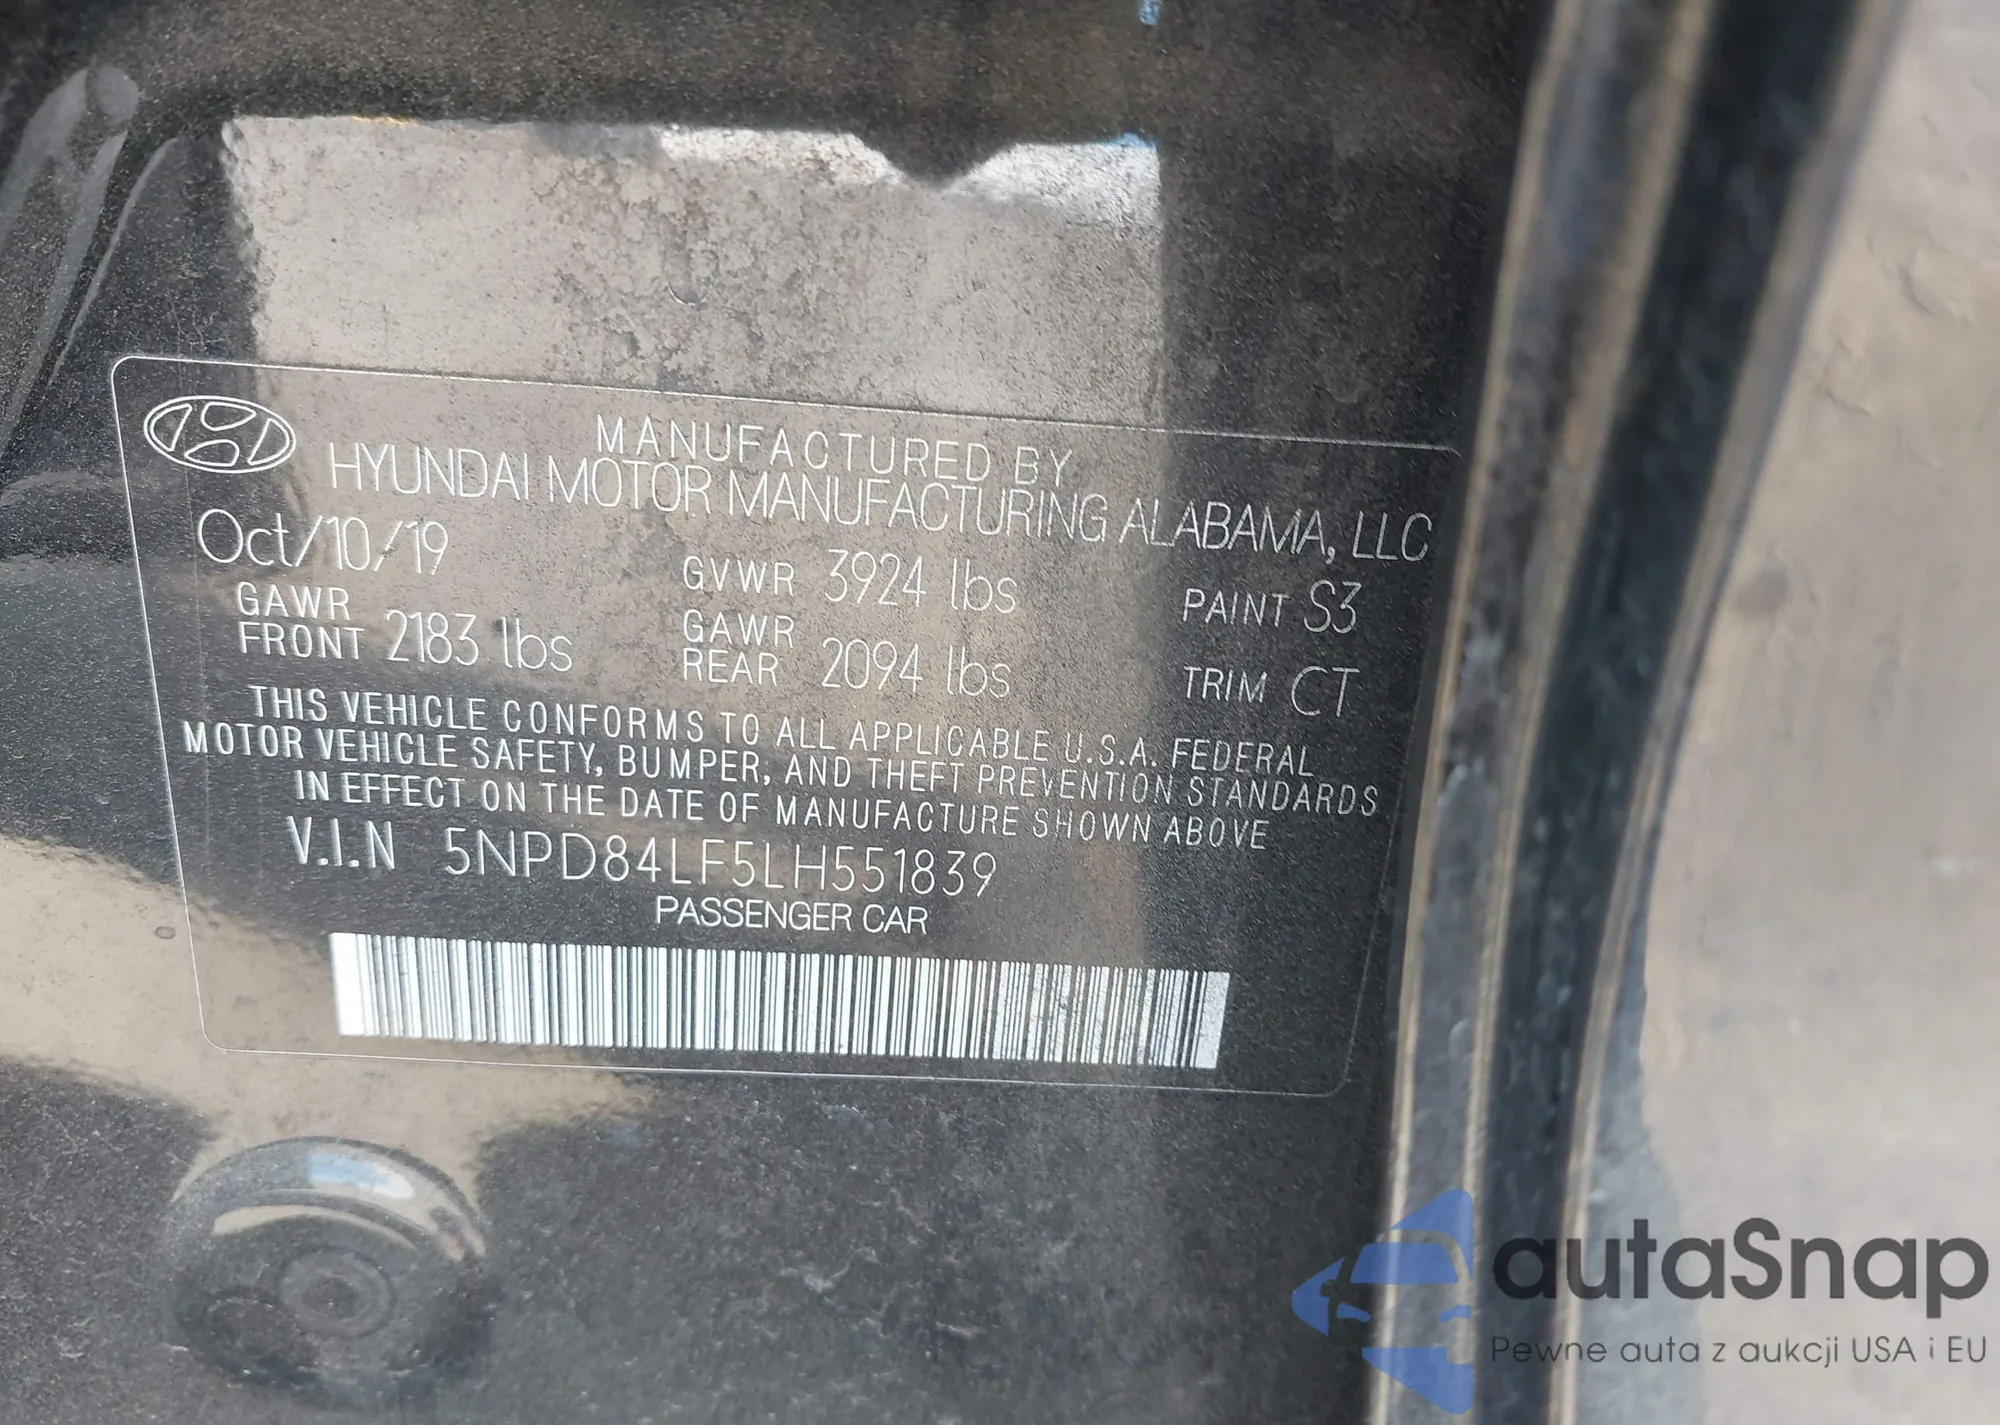 MANUFACTURED BY
HYUNDAI MOTOR MANUFACTURING ALABAMA, LLC
Oct/10/19
GVWR 3924 lbs
PAINT S3
GAWR FRONT 2183 lbs
GAWR REAR 2094 lbs
TRIM CT
THIS VEHICLE CONFORMS TO ALL APPLICABLE U.S.A. FEDERAL
MOTOR VEHICLE SAFETY, BUMPER, AND THEFT PREVENTION STANDARDS
IN EFFECT ON THE DATE OF MANUFACTURE SHOWN ABOVE
V.I.N 5NPD84LF5LH551839
PASSENGER CAR
autaSnap
Pewne auta z aukcji USA i EU